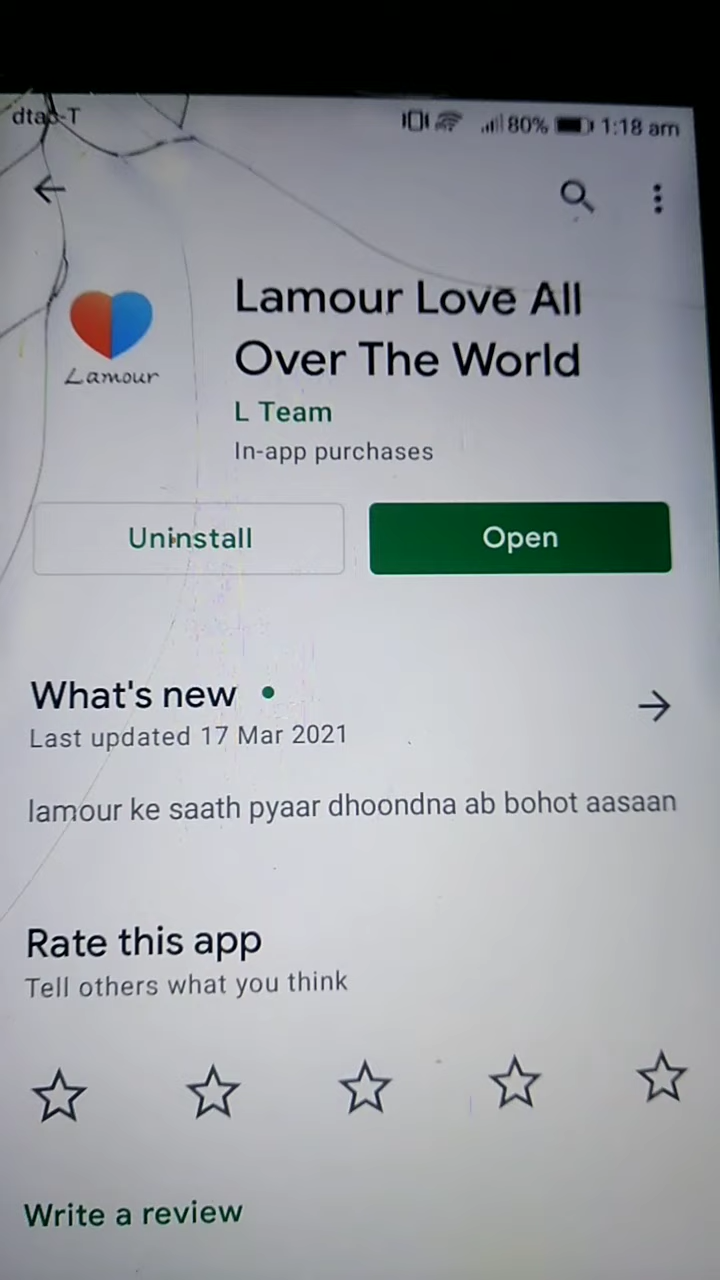 dtac-T 80% 1:18 am
Lamour
Lamour Love All
Over The World
L Team
In-app purchases
Uninstall
Open
What's new
Last updated 17 Mar 2021
lamour ke saath pyaar dhoondna ab bohot aasaan
Rate this app
Tell others what you think
Write a review